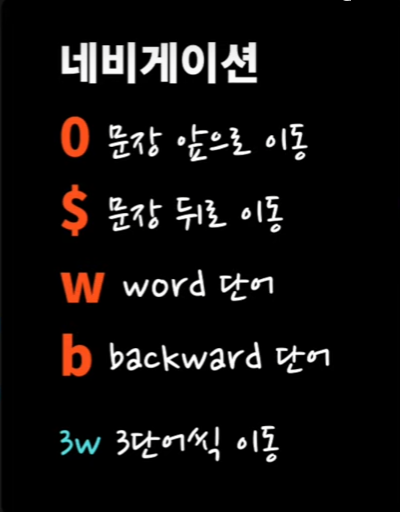 네비게이션
0 문장 앞으로 이동
$ 문장 뒤로 이동
w word 단어
b backward 단어
3w 3단어씩 이동